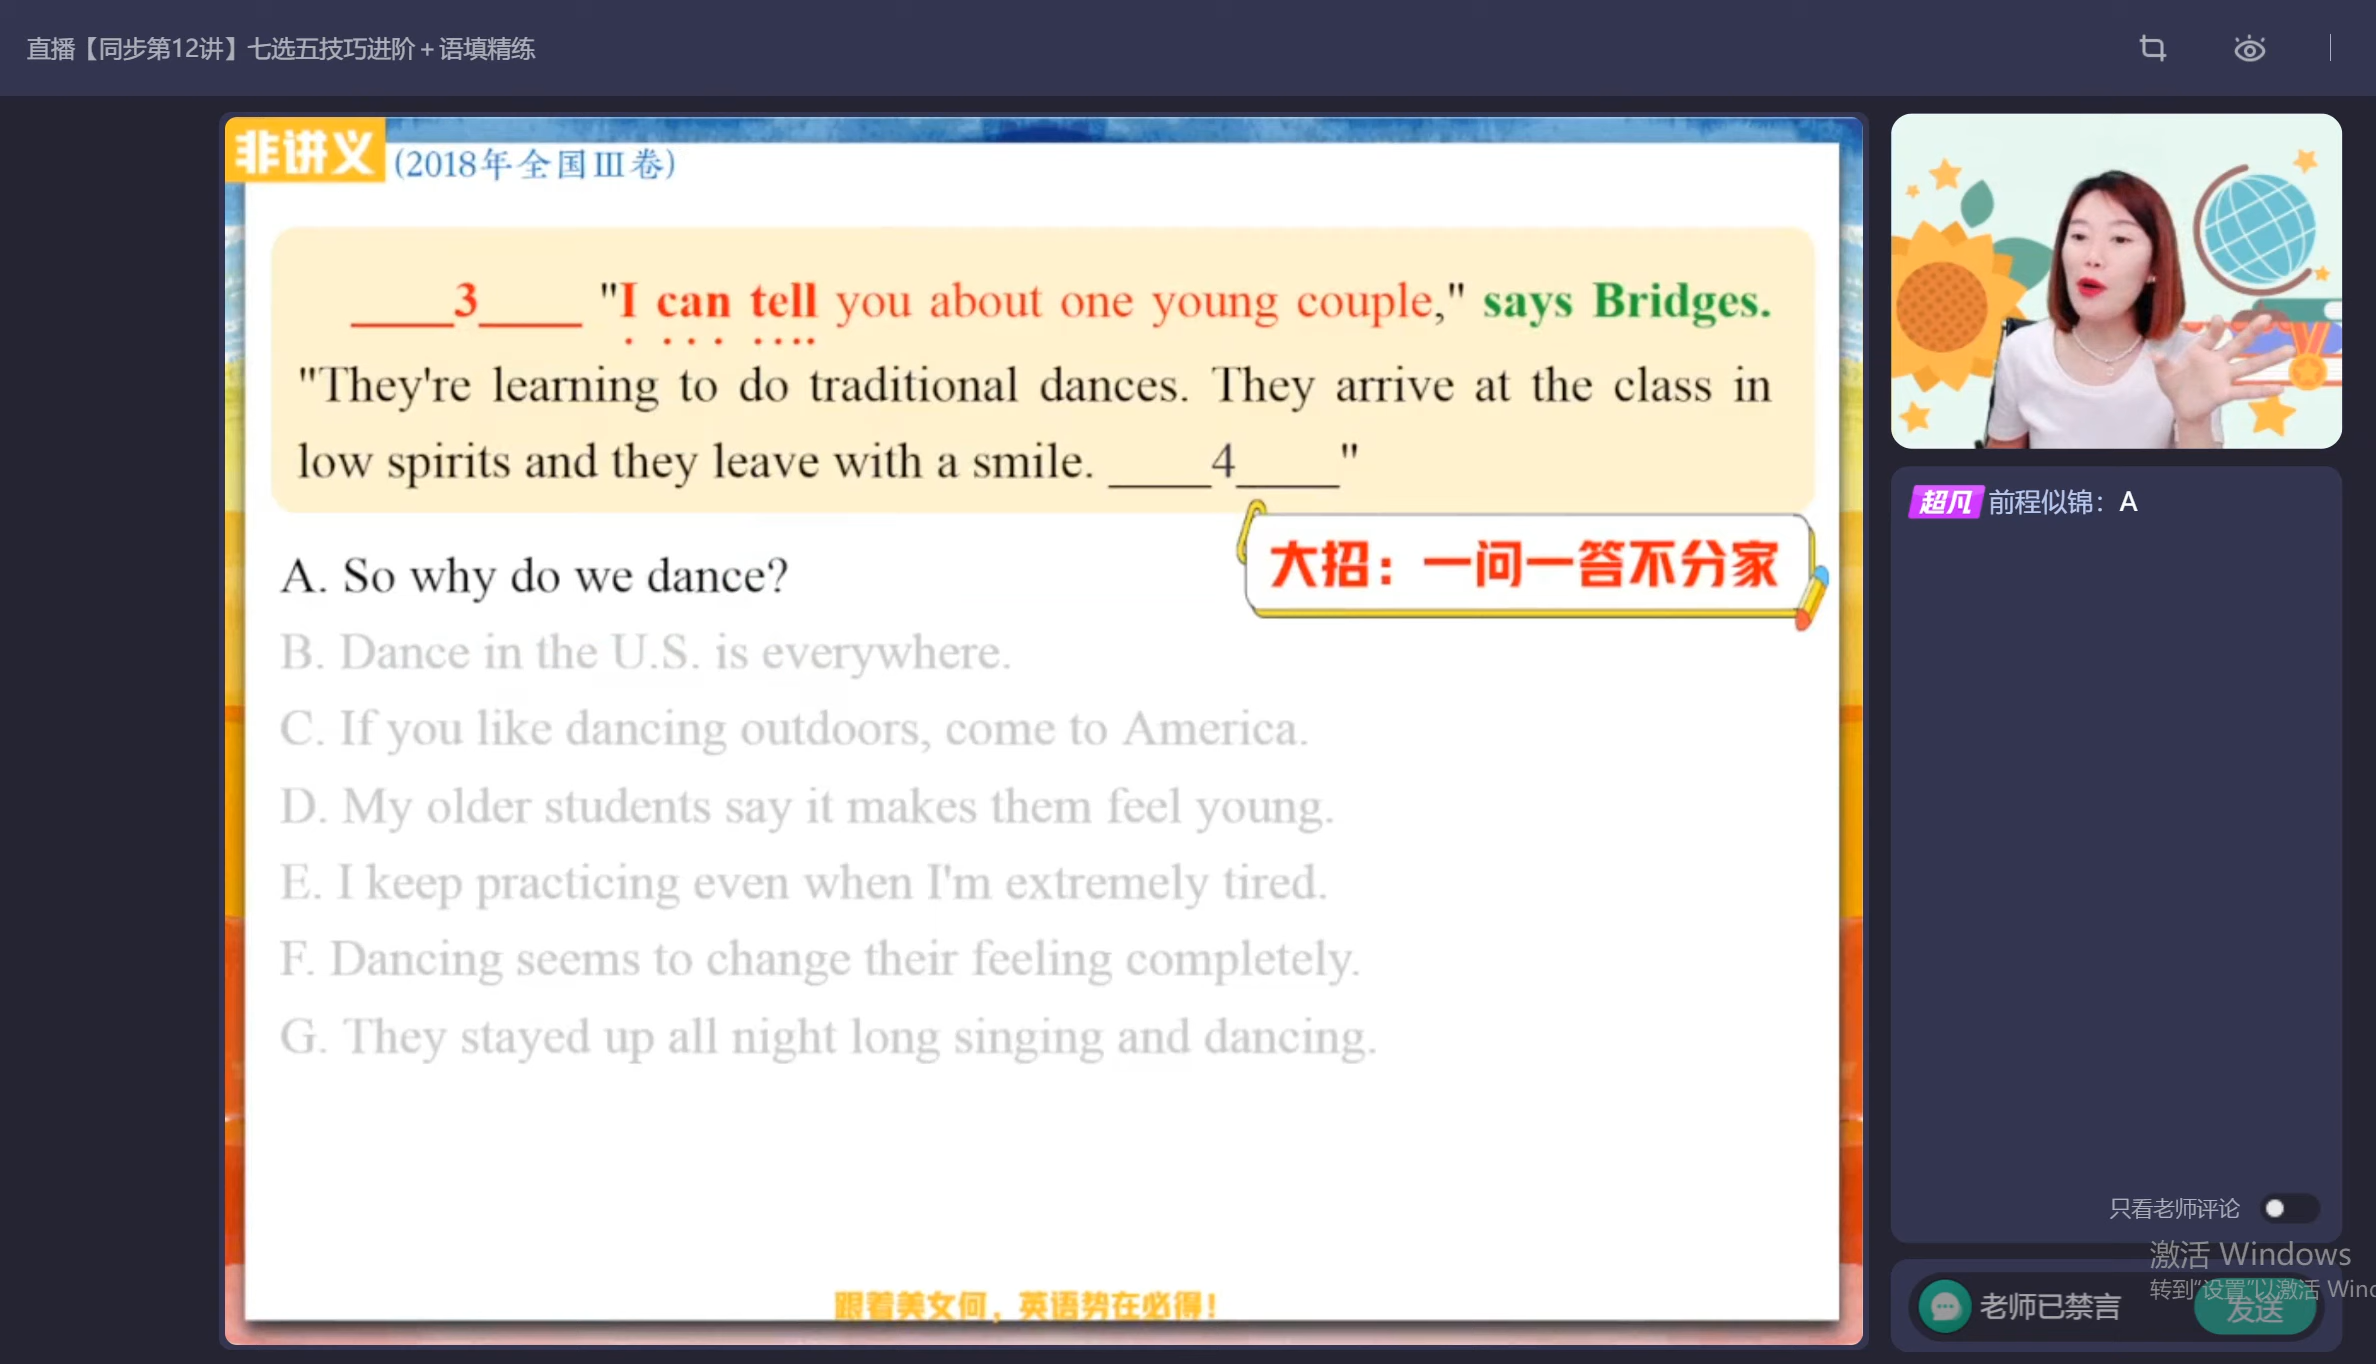 直播【同步第12讲】七选五技巧进阶+语填精练
非讲义
(2018年全国Ⅲ卷)
____3____ "I can tell you about one young couple," says Bridges.
"They're learning to do traditional dances. They arrive at the class in
low spirits and they leave with a smile. ____4____"
大招：一问一答不分家
A. So why do we dance?
B. Dance in the U.S. is everywhere.
C. If you like dancing outdoors, come to America.
D. My older students say it makes them feel young.
E. I keep practicing even when I'm extremely tired.
F. Dancing seems to change their feeling completely.
G. They stayed up all night long singing and dancing.
跟着美女何，英语势在必得！
超凡 前程似锦： A
只看老师评论
激活 Windows
转到“设置”以激活 Winc
老师已禁言
发送